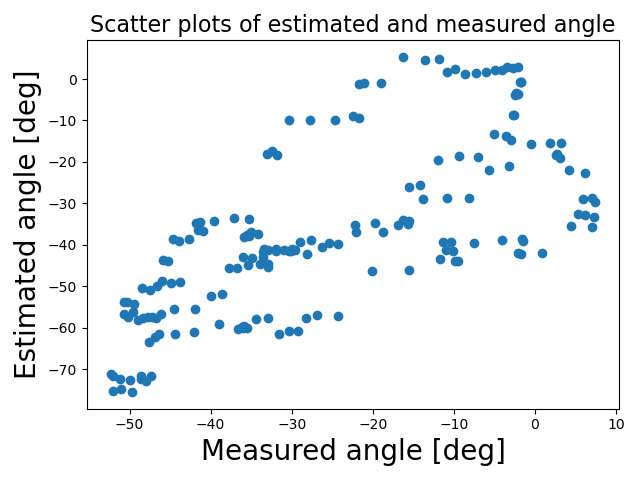 Scatter plots of estimated and measured angle
Estimated angle [deg]
0
−10
−20
−30
−40
−50
−60
−70
−50 −40 −30 −20 −10 0 10
Measured angle [deg]